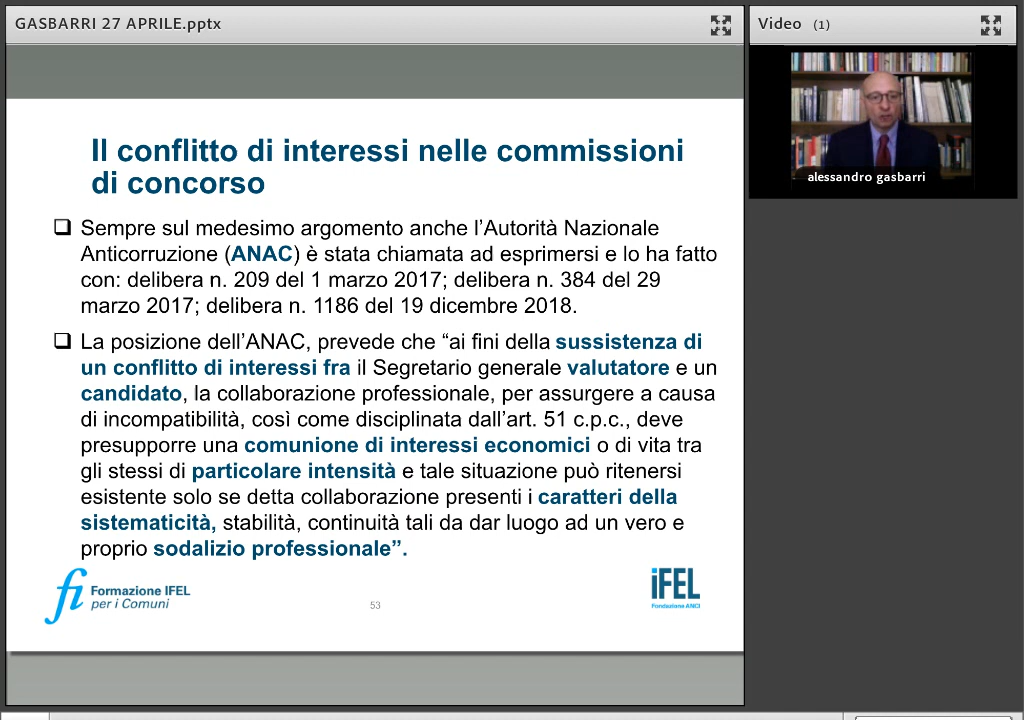 GASBARRI 27 APRILE.pptx
Video (1)
alessandro gasbarri
Il conflitto di interessi nelle commissioni
di concorso
Sempre sul medesimo argomento anche l’Autorità Nazionale
Anticorruzione (ANAC) è stata chiamata ad esprimersi e lo ha fatto
con: delibera n. 209 del 1 marzo 2017; delibera n. 384 del 29
marzo 2017; delibera n. 1186 del 19 dicembre 2018.
La posizione dell’ANAC, prevede che “ai fini della sussistenza di
un conflitto di interessi fra il Segretario generale valutatore e un
candidato, la collaborazione professionale, per assurgere a causa
di incompatibilità, così come disciplinata dall’art. 51 c.p.c., deve
presupporre una comunione di interessi economici o di vita tra
gli stessi di particolare intensità e tale situazione può ritenersi
esistente solo se detta collaborazione presenti i caratteri della
sistematicità, stabilità, continuità tali da dar luogo ad un vero e
proprio sodalizio professionale”.
fi Formazione IFEL
per i Comuni
53
iFEL
Fondazione ANCI